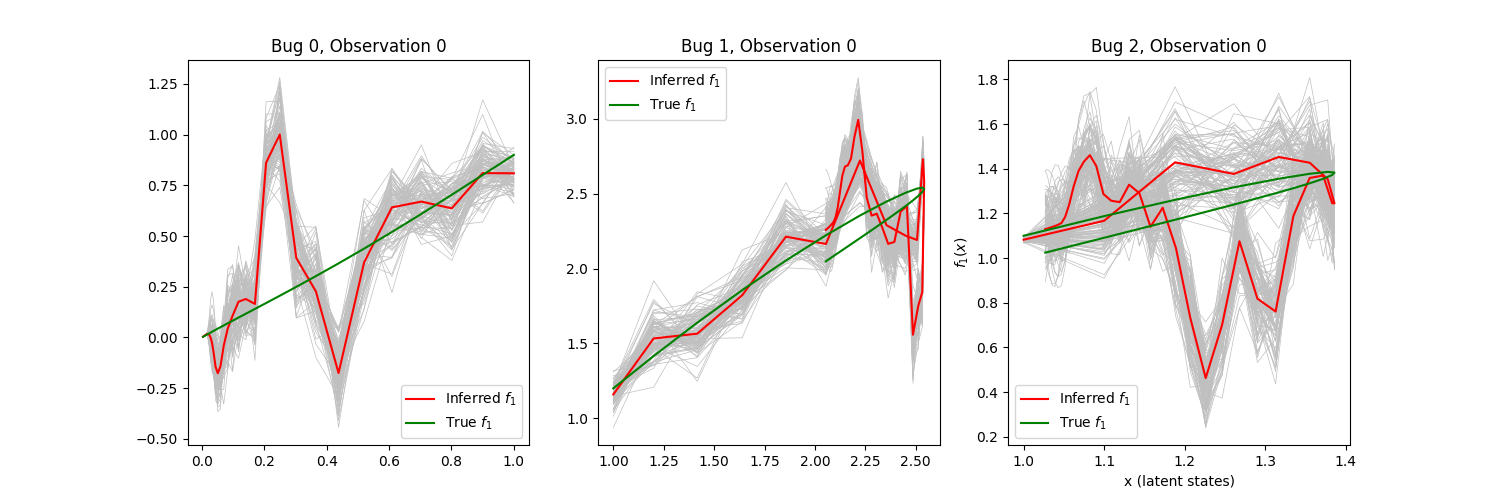 Bug 0, Observation 0
1.25
1.00
0.75
0.50
0.25
0.00
−0.25
−0.50
0.0 0.2 0.4 0.6 0.8 1.0
Inferred f₁
True f₁
Bug 1, Observation 0
Inferred f₁
True f₁
3.0
2.5
2.0
1.5
1.0
1.00 1.25 1.50 1.75 2.00 2.25 2.50
Bug 2, Observation 0
f₁(x)
1.8
1.6
1.4
1.2
1.0
0.8
0.6
0.4
0.2
Inferred f₁
True f₁
1.0 1.1 1.2 1.3 1.4
x (latent states)